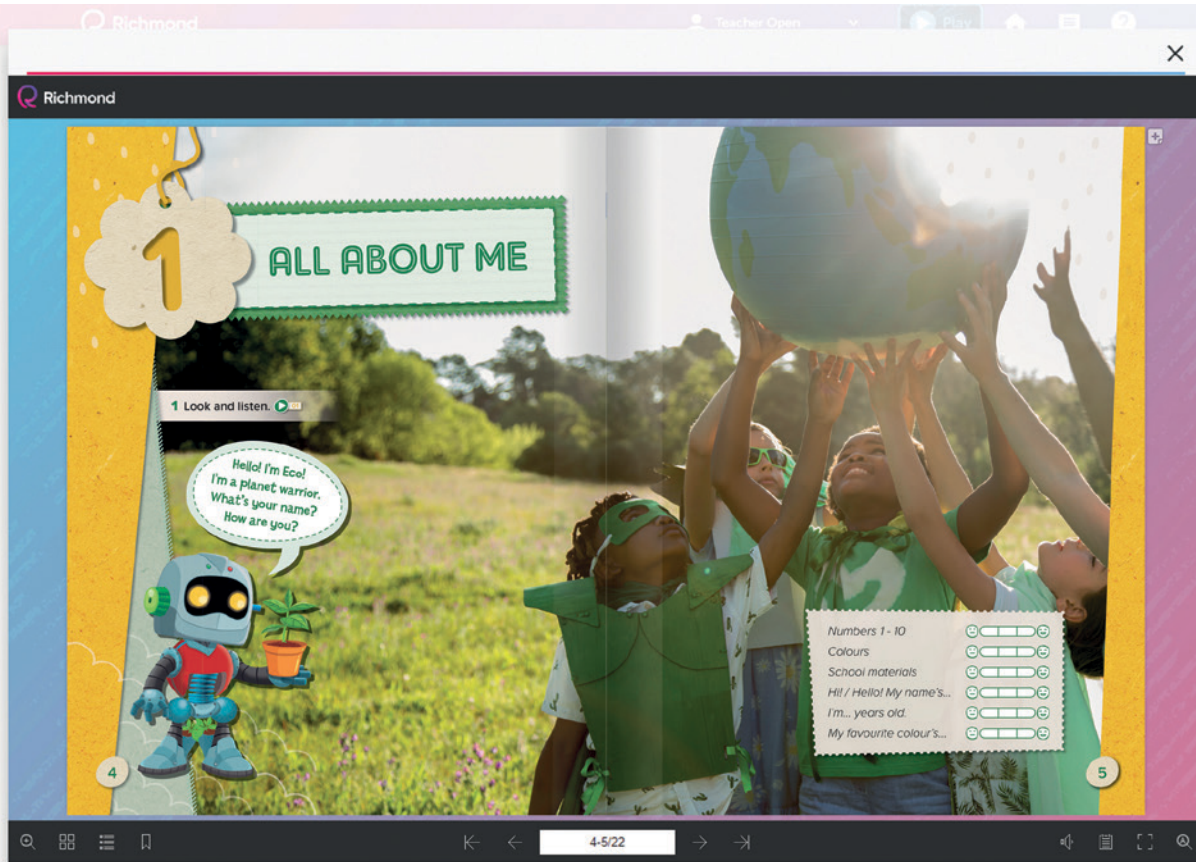 Richmond
Teacher Open
Play
Richmond
1
ALL ABOUT ME
1 Look and listen.
Hello! I'm Eco!
I'm a planet warrior.
What's your name?
How are you?
Numbers 1 - 10
Colours
School materials
Hi! / Hello! My name's...
I'm... years old.
My favourite colour's...
4
5
4-5/22